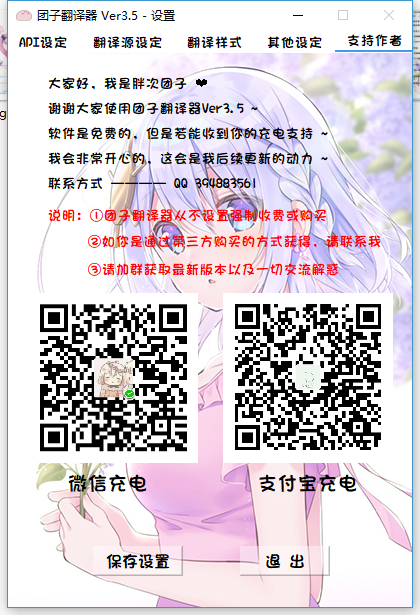 团子翻译器 Ver3.5 - 设置
API设定 翻译源设定 翻译样式 其他设定 支持作者
大家好，我是胖次团子 ❤
谢谢大家使用团子翻译器Ver3.5 ~
软件是免费的，但是若能收到你的充电支持 ~
我会非常开心的，这会是我后续更新的动力 ~
联系方式 ———— QQ 394883561
说明：①团子翻译器从不设置强制收费或购买
②如你是通过第三方购买的方式获得，请联系我
③请加群获取最新版本以及一切交流解惑
微信充电 支付宝充电
保存设置 退 出